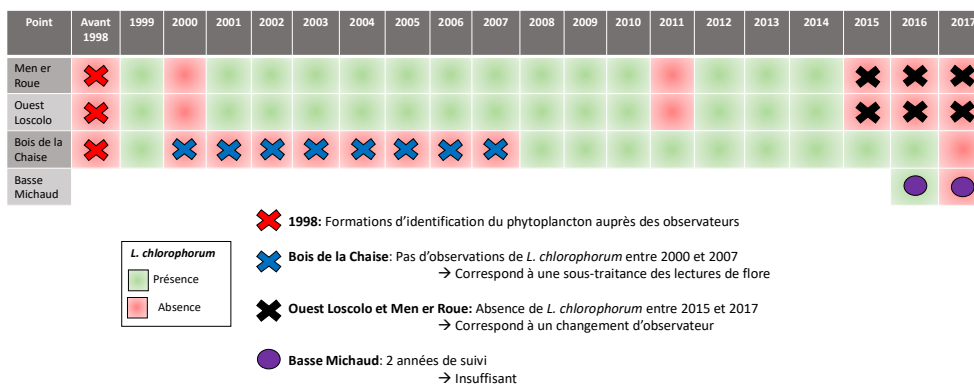 Point Avant 1998 1999 2000 2001 2002 2003 2004 2005 2006 2007 2008 2009 2010 2011 2012 2013 2014 2015 2016 2017
Men er
Roue
Ouest
Loscolo
Bois de la
Chaise
Basse
Michaud
1998: Formations d'identification du phytoplancton auprès des observateurs
L. chlorophorum
Présence
Absence
Bois de la Chaise: Pas d'observations de L. chlorophorum entre 2000 et 2007
→ Correspond à une sous-traitance des lectures de flore
Ouest Loscolo et Men er Roue: Absence de L. chlorophorum entre 2015 et 2017
→ Correspond à un changement d'observateur
Basse Michaud: 2 années de suivi
→ Insuffisant